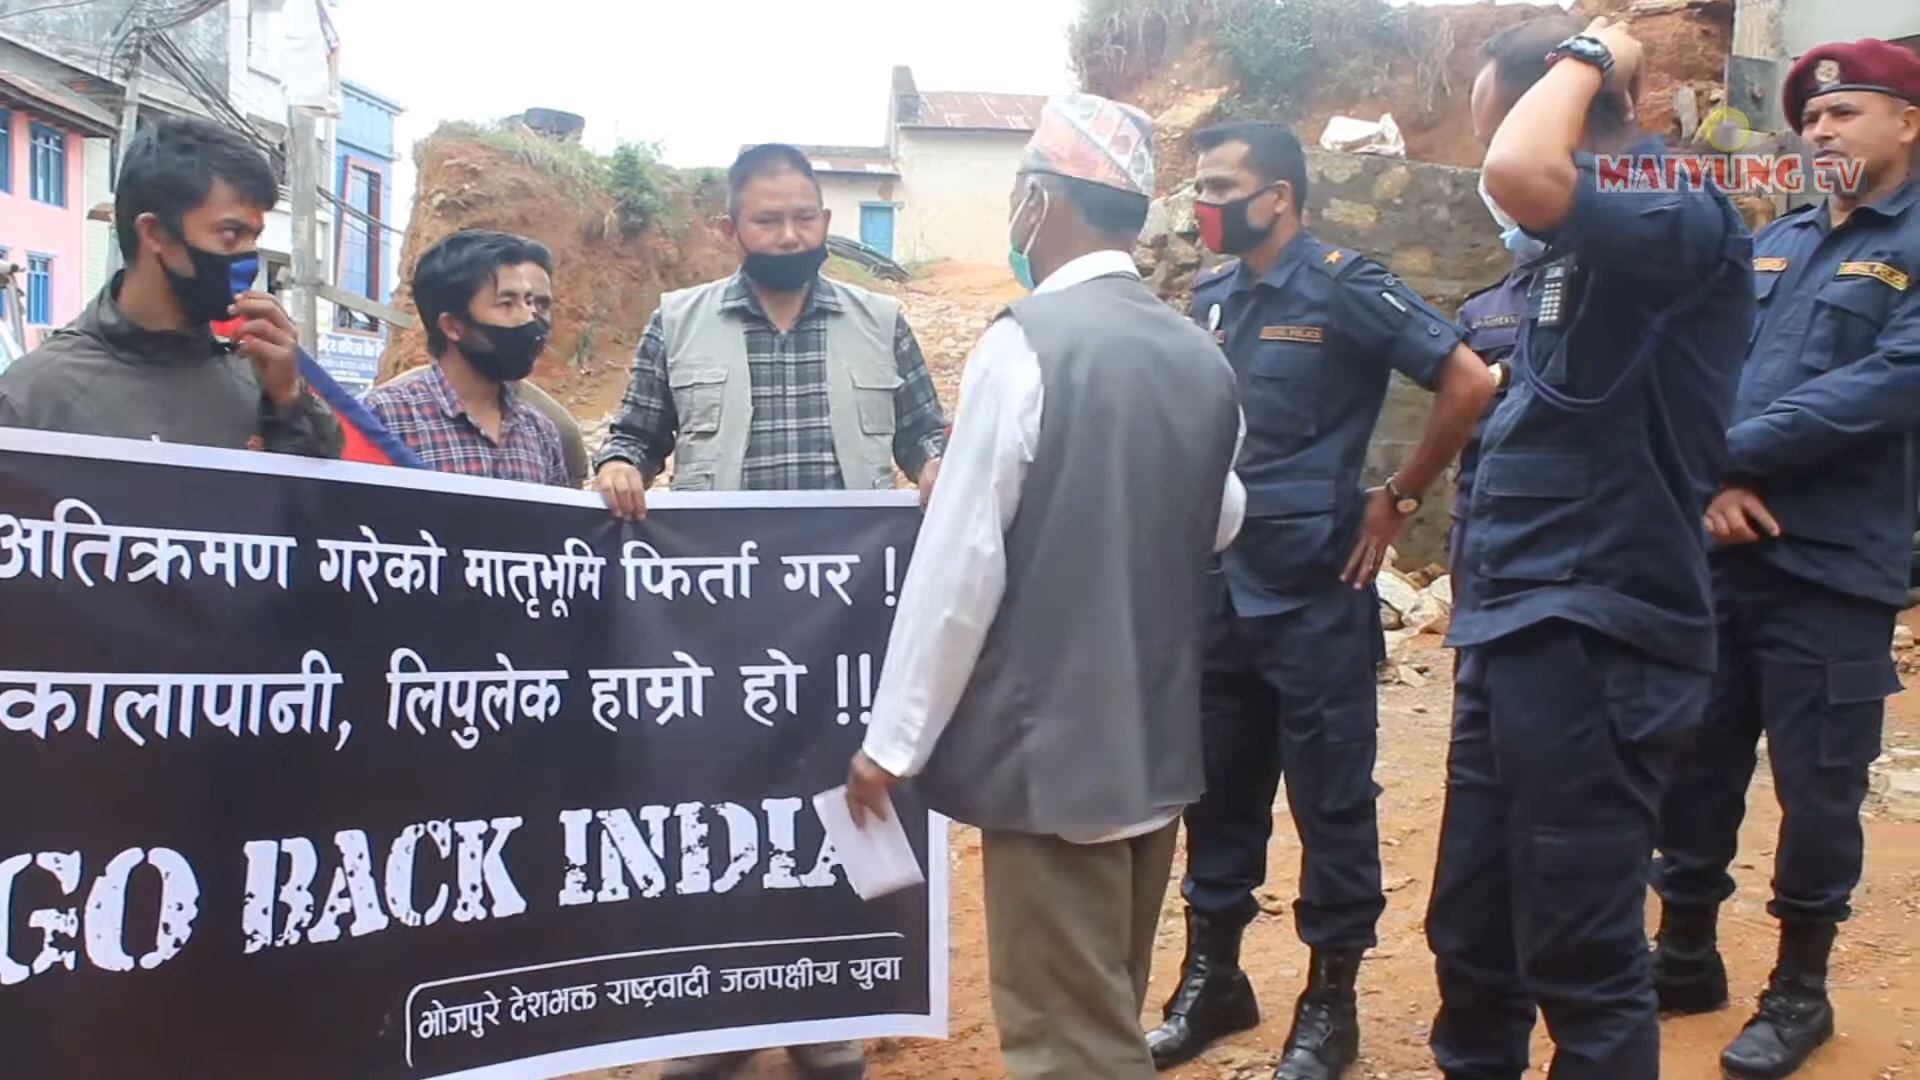 MAIYUNG TV
अतिक्रमण गरेको मातृभूमि फिर्ता गर !
कालापानी, लिपुलेक हाम्रो हो !!
GO BACK INDIA
भोजपुरे देशभक्त राष्ट्रवादी जनपक्षीय युवा